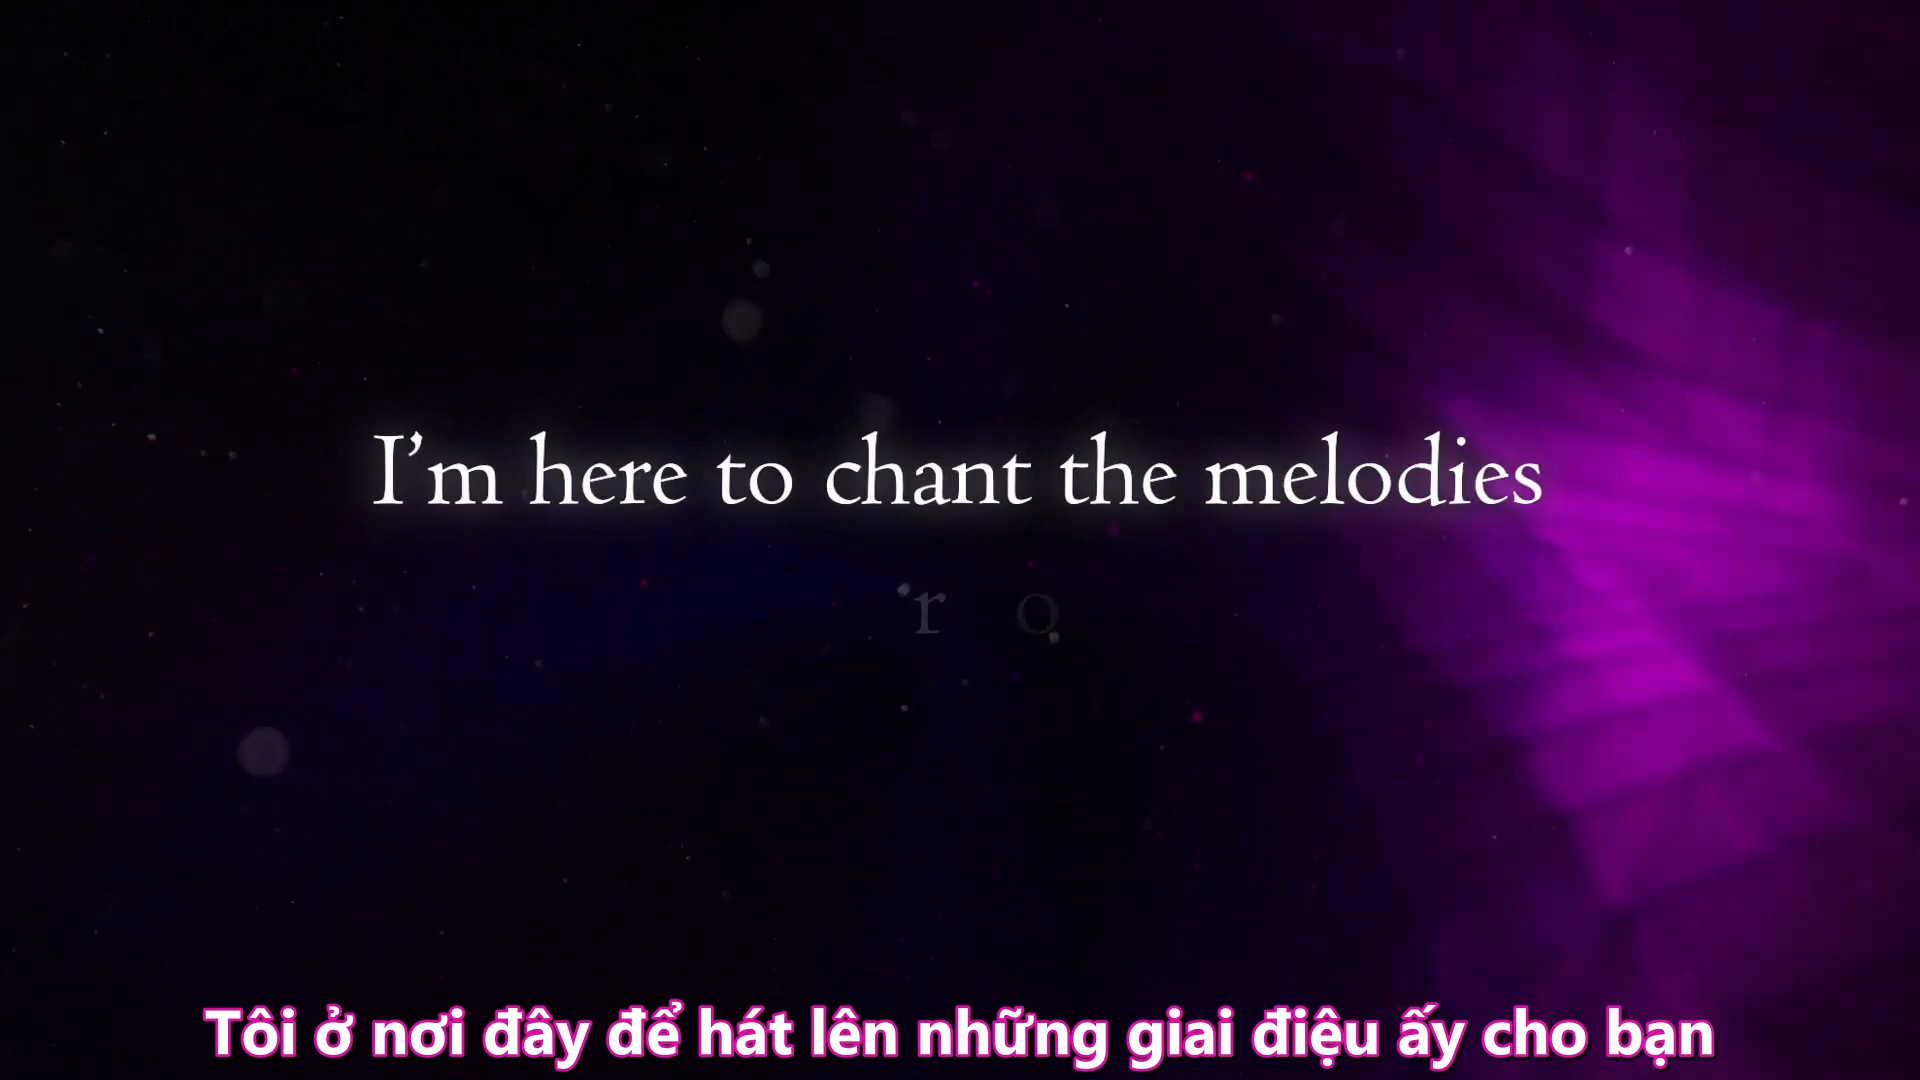 I'm here to chant the melodies
r o
Tôi ở nơi đây để hát lên những giai điệu ấy cho bạn